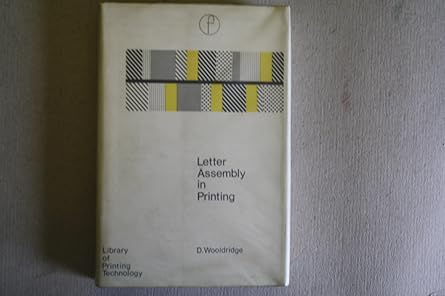 f
Letter
Assembly
in
Printing
Library
of
Printing
Technology
D.Wooldridge